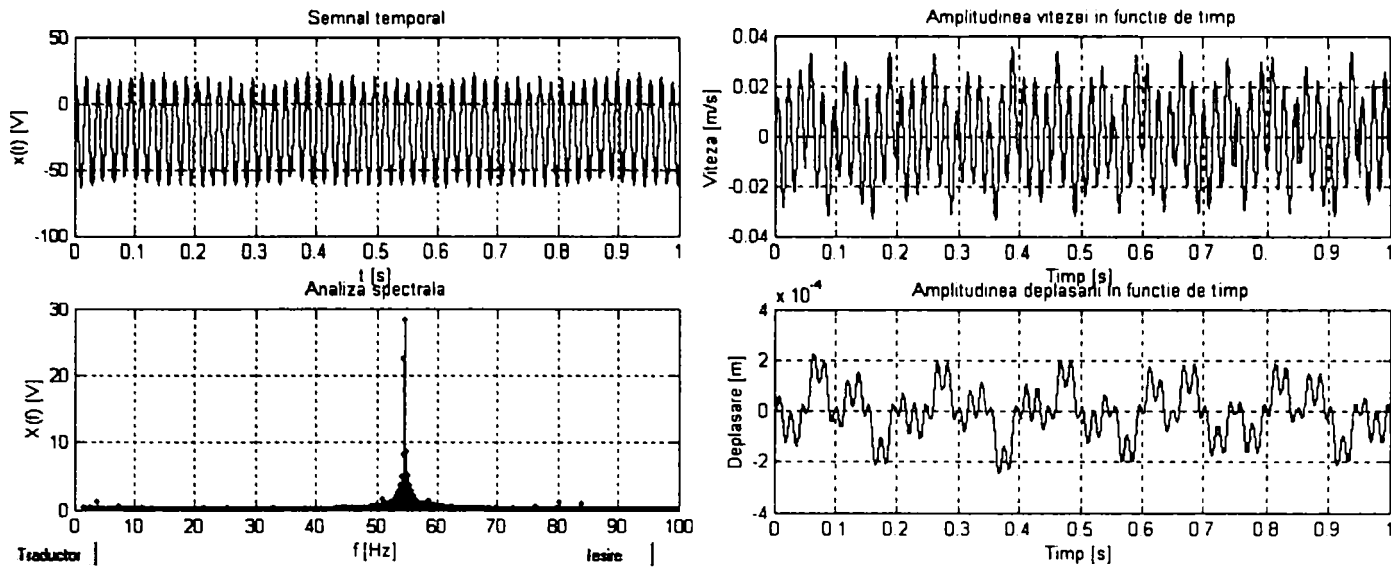 Semnal temporal
50
0
-50
-100
x(t) [V]
0 0.1 0.2 0.3 0.4 0.5 0.6 0.7 0.8 0.9 1
t [s]
Analiza spectrala
30
20
10
0
X(f) [V]
0 10 20 30 40 50 60 70 80 90 100
f [Hz]
Traductor
Iesire
Amplitudinea vitezei in functie de timp
0.04
0.02
0
-0.02
-0.04
Viteza [m/s]
0 0.1 0.2 0.3 0.4 0.5 0.6 0.7 0.8 0.9 1
Timp [s]
x 10-4
Amplitudinea deplasarii in functie de timp
4
2
0
-2
-4
Deplasare [m]
0 0.1 0.2 0.3 0.4 0.5 0.6 0.7 0.8 0.9 1
Timp [s]